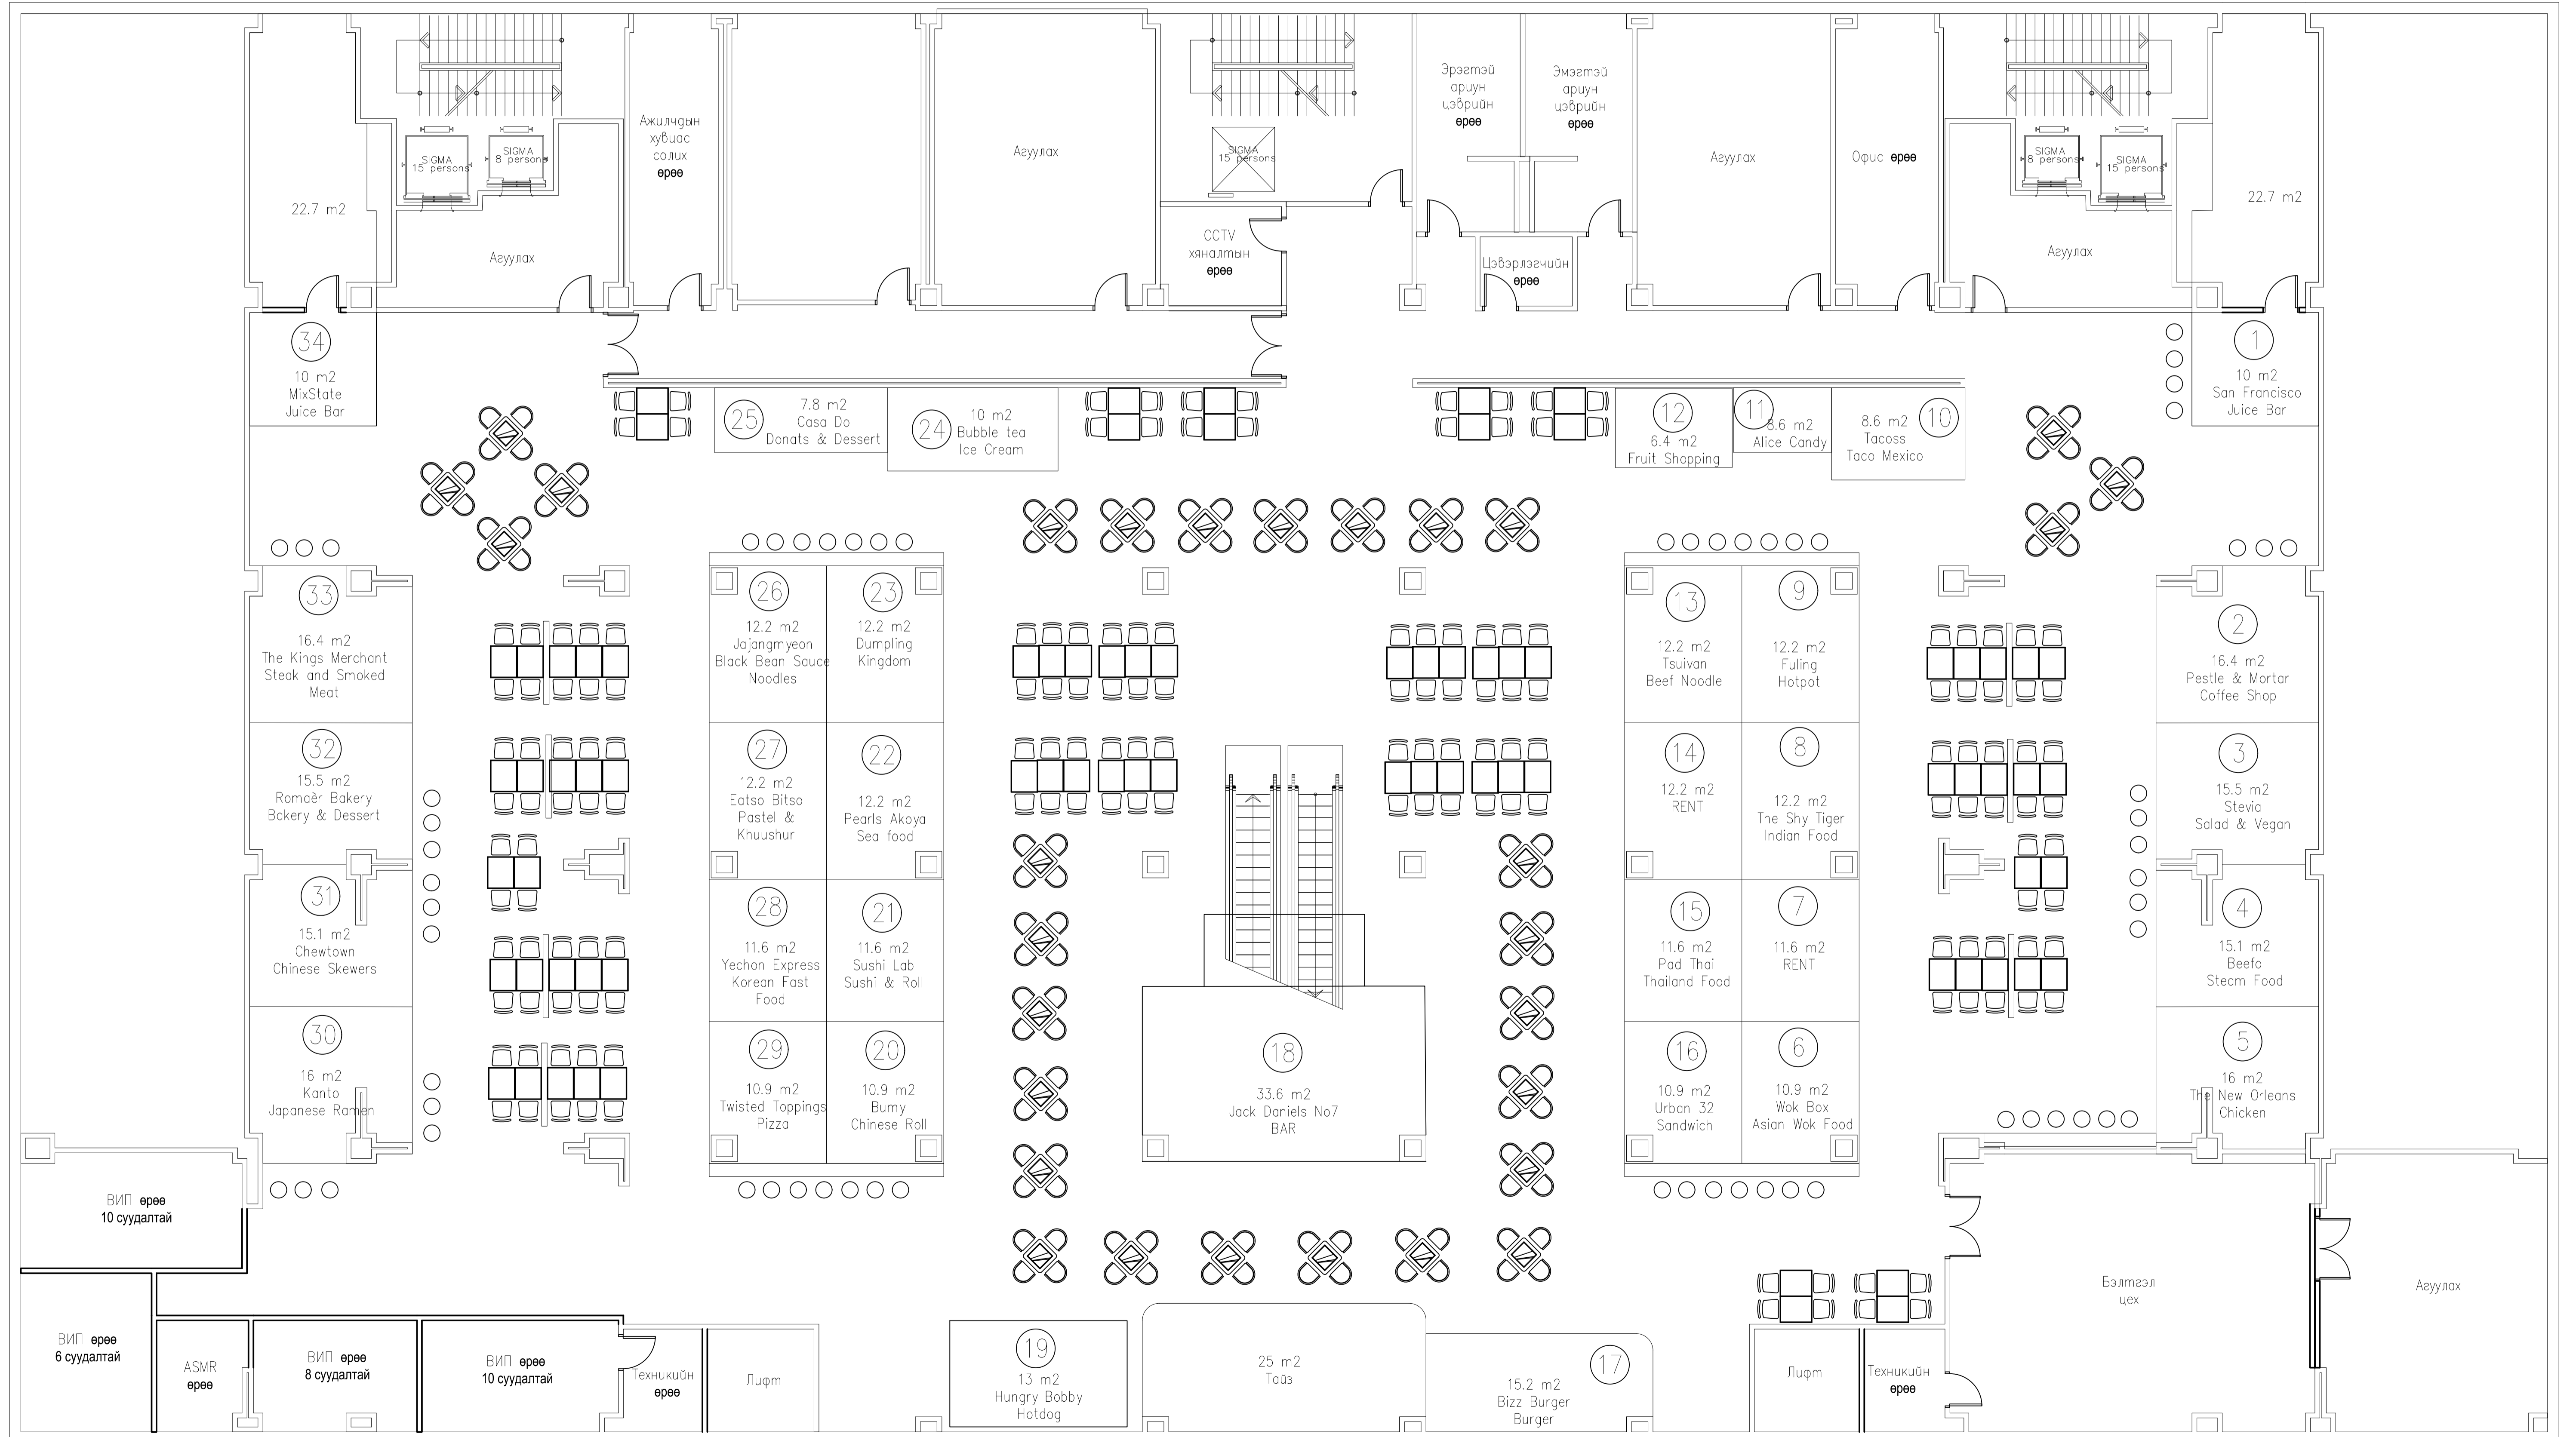 Эрэгтэй
ариун
цэврийн
өрөө
Эмэгтэй
ариун
цэврийн
өрөө
Ажилчдын
хувцас
солих
өрөө
SIGMA
15 persons
SIGMA
8 persons
Агуулах
SIGMA
15 persons
Агуулах
Офис өрөө
SIGMA
8 persons
SIGMA
15 persons
22.7 m2
22.7 m2
Агуулах
CCTV
хяналтын
өрөө
Цэвэрлэгчийн
өрөө
Агуулах
34
10 m2
MixState
Juice Bar
1
10 m2
San Francisco
Juice Bar
25
7.8 m2
Casa Do
Donats & Dessert
24
10 m2
Bubble tea
Ice Cream
12
6.4 m2
Fruit Shopping
11
8.6 m2
Alice Candy
10
8.6 m2
Tacoss
Taco Mexico
33
16.4 m2
The Kings Merchant
Steak and Smoked
Meat
26
12.2 m2
Jajangmyeon
Black Bean Sauce
Noodles
23
12.2 m2
Dumpling
Kingdom
13
12.2 m2
Tsuivan
Beef Noodle
9
12.2 m2
Fuling
Hotpot
2
16.4 m2
Pestle & Mortar
Coffee Shop
32
15.5 m2
Romaèr Bakery
Bakery & Dessert
27
12.2 m2
Eatso Bitso
Pastel &
Khuushur
22
12.2 m2
Pearls Akoya
Sea food
14
12.2 m2
RENT
8
12.2 m2
The Shy Tiger
Indian Food
3
15.5 m2
Stevia
Salad & Vegan
31
15.1 m2
Chewtown
Chinese Skewers
28
11.6 m2
Yechon Express
Korean Fast
Food
21
11.6 m2
Sushi Lab
Sushi & Roll
15
11.6 m2
Pad Thai
Thailand Food
7
11.6 m2
RENT
4
15.1 m2
Beefo
Steam Food
30
16 m2
Kanto
Japanese Ramen
29
10.9 m2
Twisted Toppings
Pizza
20
10.9 m2
Bumy
Chinese Roll
18
33.6 m2
Jack Daniels No7
BAR
16
10.9 m2
Urban 32
Sandwich
6
10.9 m2
Wok Box
Asian Wok Food
5
16 m2
The New Orleans
Chicken
ВИП өрөө
10 суудалтай
ВИП өрөө
6 суудалтай
ASMR
өрөө
ВИП өрөө
8 суудалтай
ВИП өрөө
10 суудалтай
Техникийн
өрөө
Лифт
19
13 m2
Hungry Bobby
Hotdog
25 m2
Тайз
17
15.2 m2
Bizz Burger
Burger
Лифт
Техникийн
өрөө
Бэлтгэл
цех
Агуулах